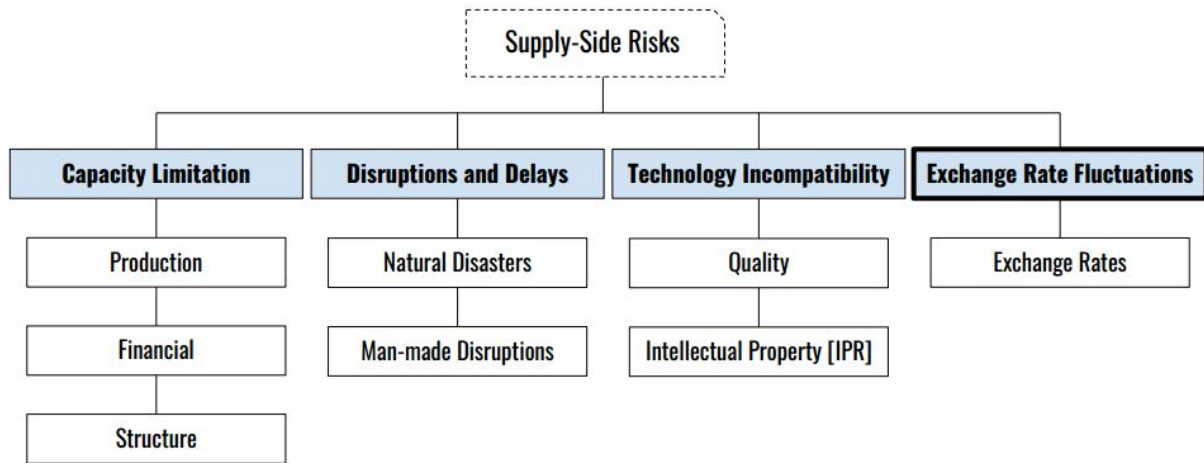 Supply-Side Risks
Capacity Limitation
Disruptions and Delays
Technology Incompatibility
Exchange Rate Fluctuations
Production
Natural Disasters
Quality
Exchange Rates
Financial
Man-made Disruptions
Intellectual Property [IPR]
Structure